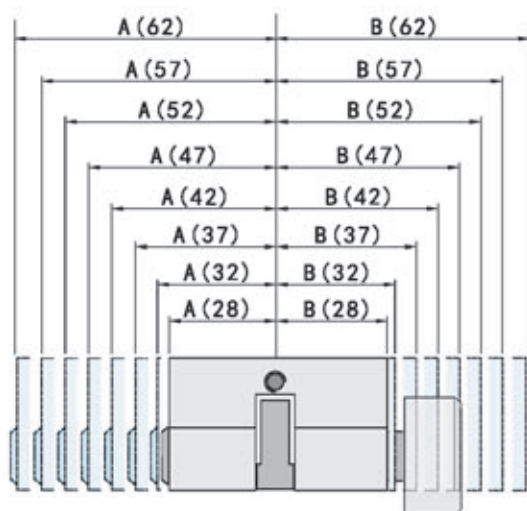 A (62) B (62)
A (57) B (57)
A (52) B (52)
A (47) B (47)
A (42) B (42)
A (37) B (37)
A (32) B (32)
A (28) B (28)